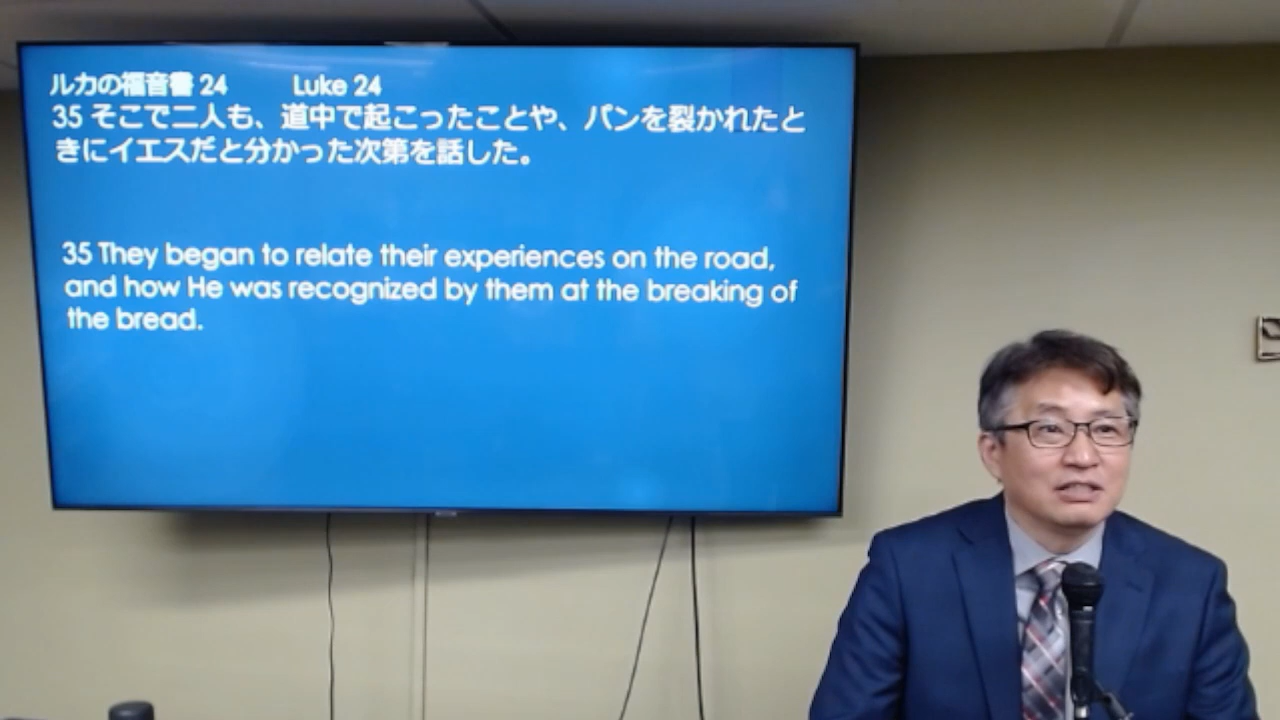 ルカの福音書 24 Luke 24
35 そこで二人も、道中で起こったことや、パンを裂かれたと
きにイエスだと分かった次第を話した。
35 They began to relate their experiences on the road,
and how He was recognized by them at the breaking of
the bread.